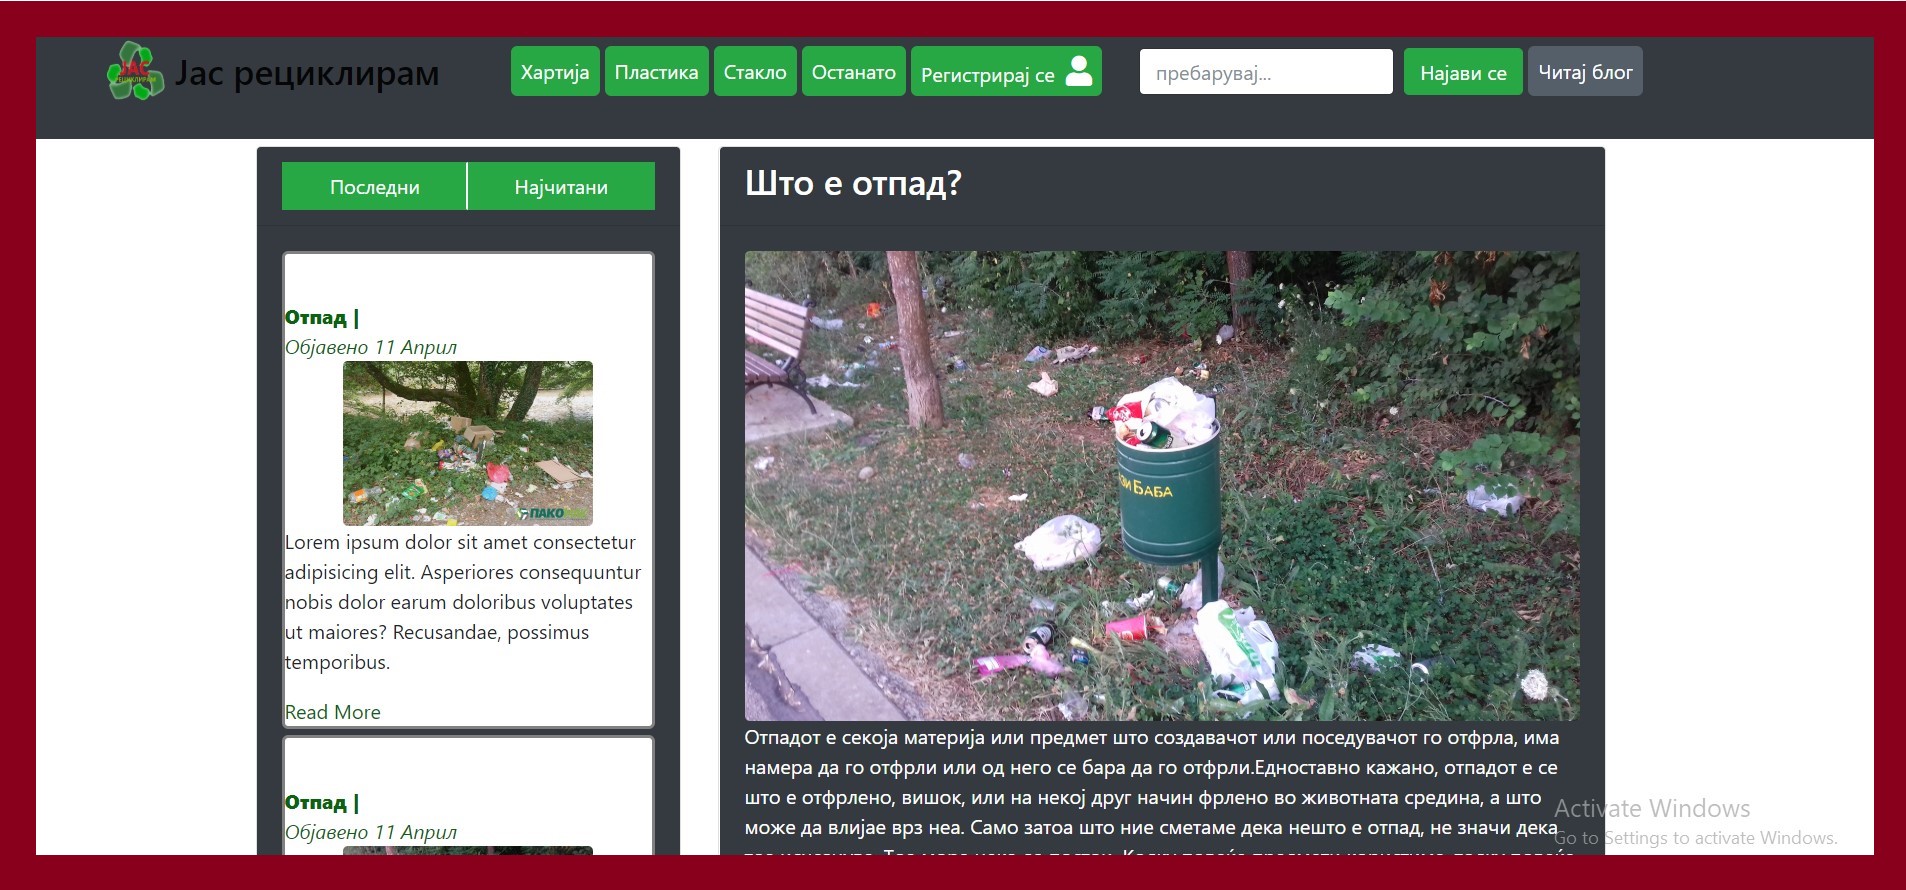 ЈАС
РЕЦИКЛИРАМ
Јас рециклирам
Хартија
Пластика
Стакло
Останато
Регистрирај се
пребарувај...
Најави се
Читај блог
Последни
Најчитани
Отпад |
Објавено 11 Април
ПАКО
Lorem ipsum dolor sit amet consectetur
adipisicing elit. Asperiores consequuntur
nobis dolor earum doloribus voluptates
ut maiores? Recusandae, possimus
temporibus.
Read More
Отпад |
Објавено 11 Април
Што е отпад?
БАБА
Отпадот е секоја материја или предмет што создавачот или поседувачот го отфрла, има
намера да го отфрли или од него се бара да го отфрли.Едноставно кажано, отпадот е се
што е отфрлено, вишок, или на некој друг начин фрлено во животната средина, а што
може да влијае врз неа. Само затоа што ние сметаме дека нешто е отпад, не значи дека
Activate Windows
Go to Settings to activate Windows.